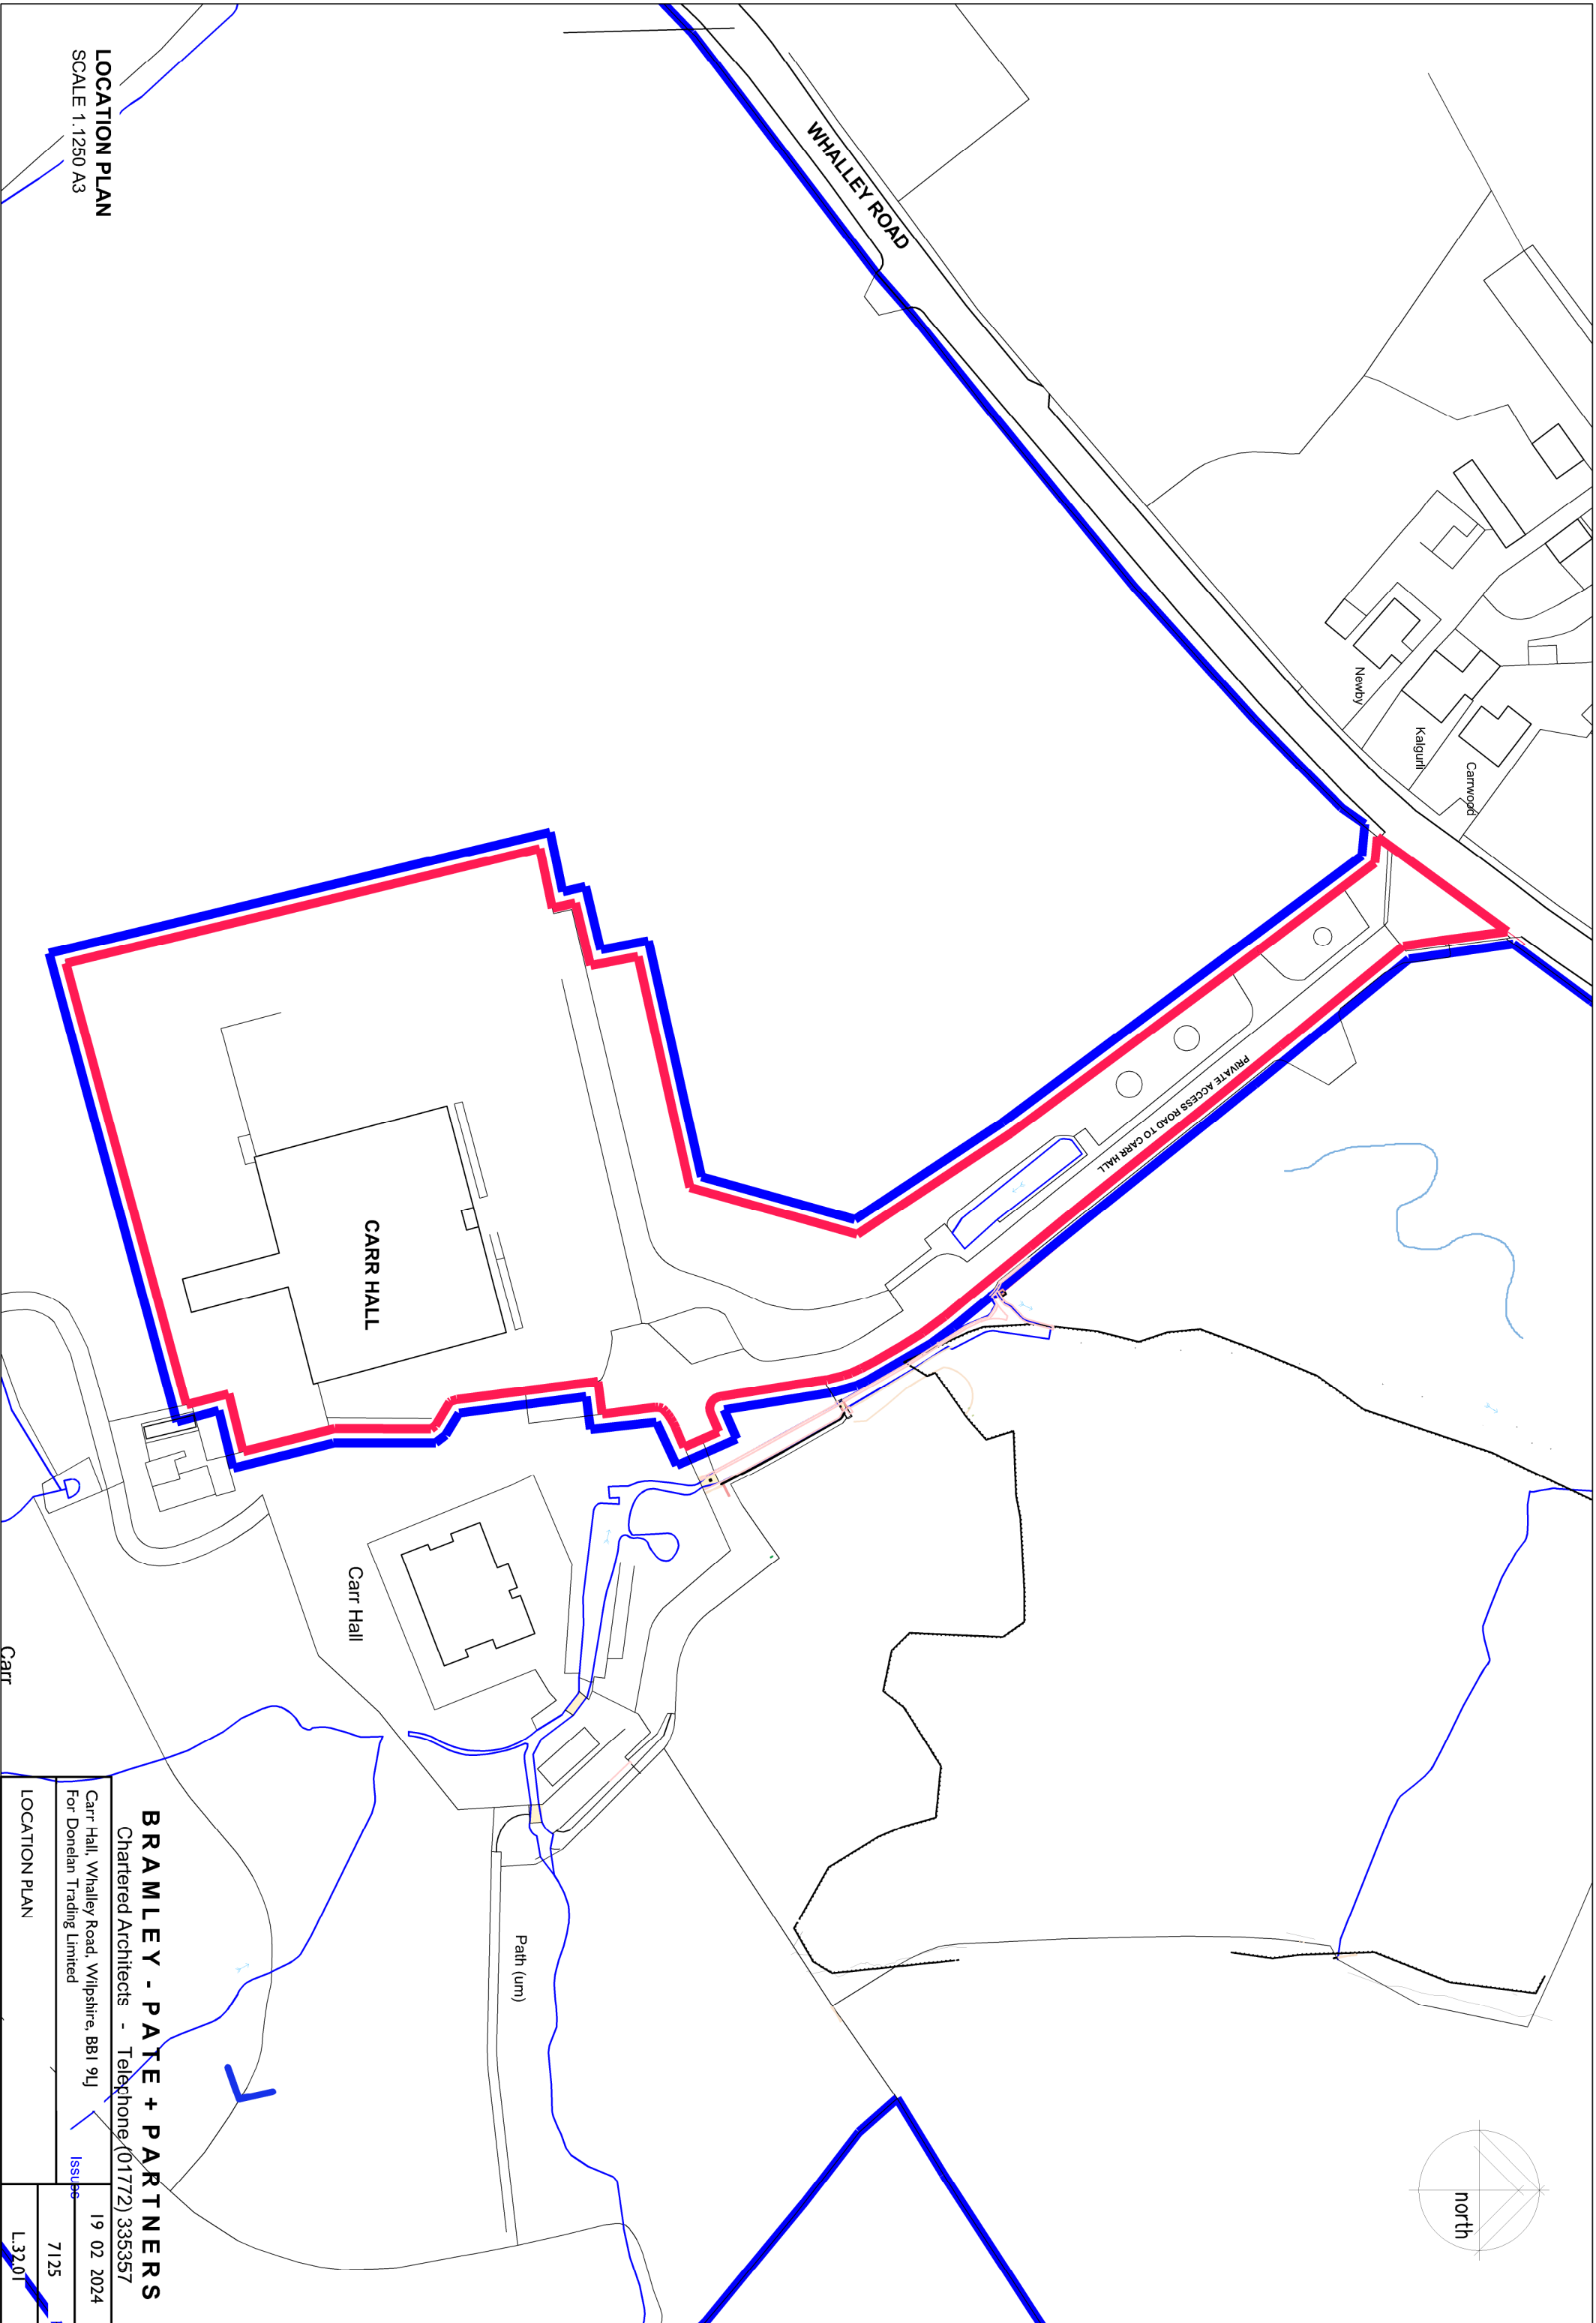 LOCATION PLAN
SCALE 1.1250 A3
WHALLEY ROAD
Newby
Kalgurli
Carrwood
PRIVATE ACCESS ROAD TO CARR HALL
CARR HALL
Carr Hall
Carr
Path (um)
north
BRAMLEY - PATE + PARTNERS
Chartered Architects - Telephone (01772) 335357
Carr Hall, Whalley Road, Wilpshire, BB1 9LJ
For Donelan Trading Limited
LOCATION PLAN
Issues
19 02 2024
7125
L.32.01